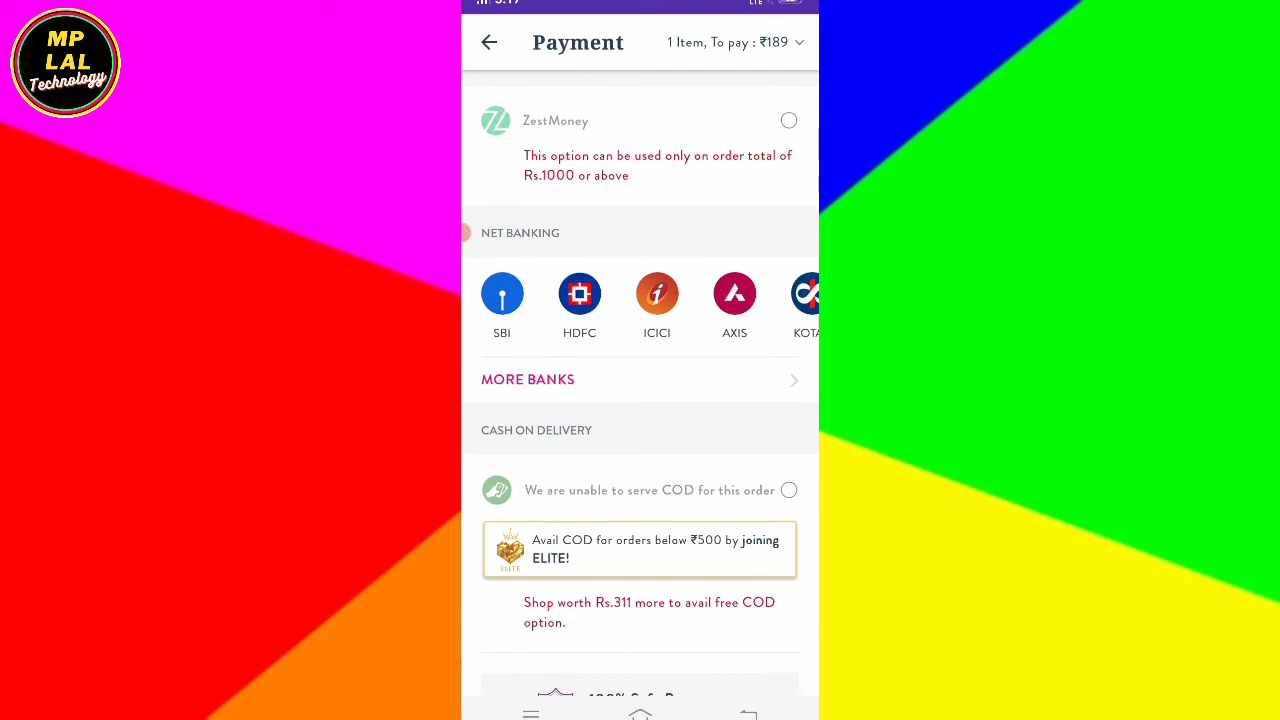 MP
LAL
Technology
LTE
Payment
1 Item, To pay : ₹189
ZestMoney
This option can be used only on order total of
Rs.1000 or above
NET BANKING
SBI
HDFC
ICICI
AXIS
KOTA
MORE BANKS
CASH ON DELIVERY
We are unable to serve COD for this order
Avail COD for orders below ₹500 by joining
ELITE!
ELITE
Shop worth Rs.311 more to avail free COD
option.